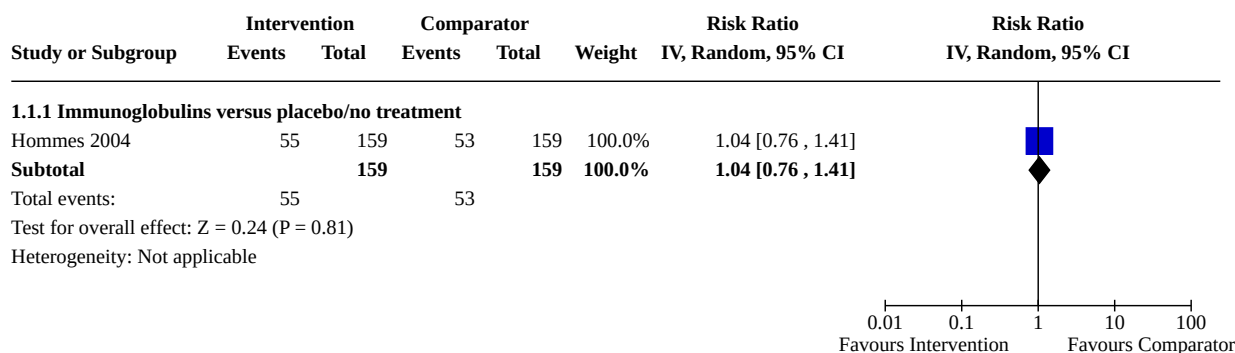 Intervention Comparator Risk Ratio Risk Ratio
Study or Subgroup Events Total Events Total Weight IV, Random, 95% CI IV, Random, 95% CI
1.1.1 Immunoglobulins versus placebo/no treatment
Hommes 2004 55 159 53 159 100.0% 1.04 [0.76 , 1.41]
Subtotal 159 159 100.0% 1.04 [0.76 , 1.41]
Total events: 55 53
Test for overall effect: Z = 0.24 (P = 0.81)
Heterogeneity: Not applicable
0.01 0.1 1 10 100
Favours Intervention Favours Comparator